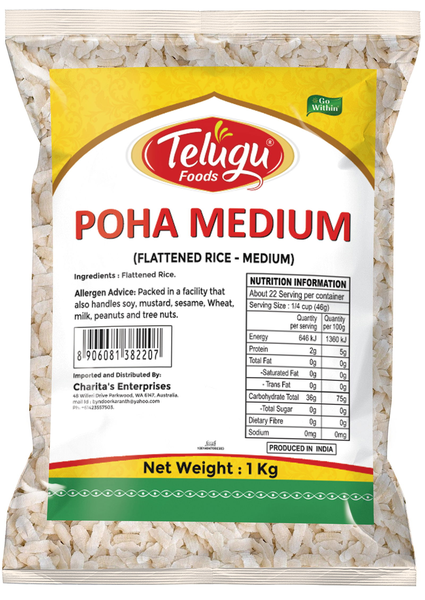 Go
Within
Telugu
Foods
POHA MEDIUM
(FLATTENED RICE - MEDIUM)
Ingredients : Flattened Rice.
Allergen Advice: Packed in a facility that
also handles soy, mustard, sesame, Wheat,
milk, peanuts and tree nuts.
8 906081 382207
Imported and Distributed By:
Charita's Enterprises
Drive Parkwood, WA 6147, Australia.
NUTRITION INFORMATION
About 22 Serving per container
Serving Size : 1/4 cup (46g)
Quantity per serving Quantity per 100g
Energy 646 kJ 1360 kJ
Protein 2g 5g
Total Fat 0g 0g
-Saturated Fat 0g 0g
- Trans Fat 0g 0g
Carbohydrate Total 36g 75g
-Total Sugar 0g 0g
Dietary Fibre 0g 0g
Sodium 0mg 0mg
PRODUCED IN INDIA
Net Weight : 1 Kg